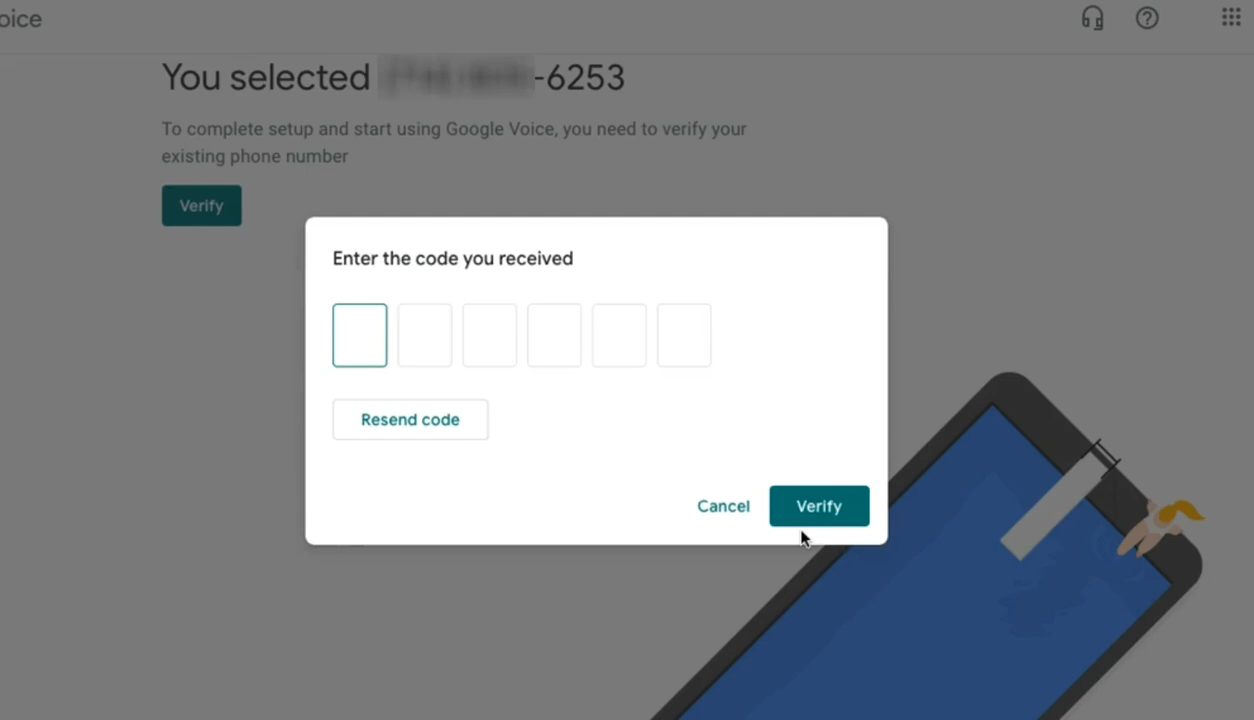 oice
You selected -6253
To complete setup and start using Google Voice, you need to verify your
existing phone number
Verify
Enter the code you received
Resend code
Cancel Verify